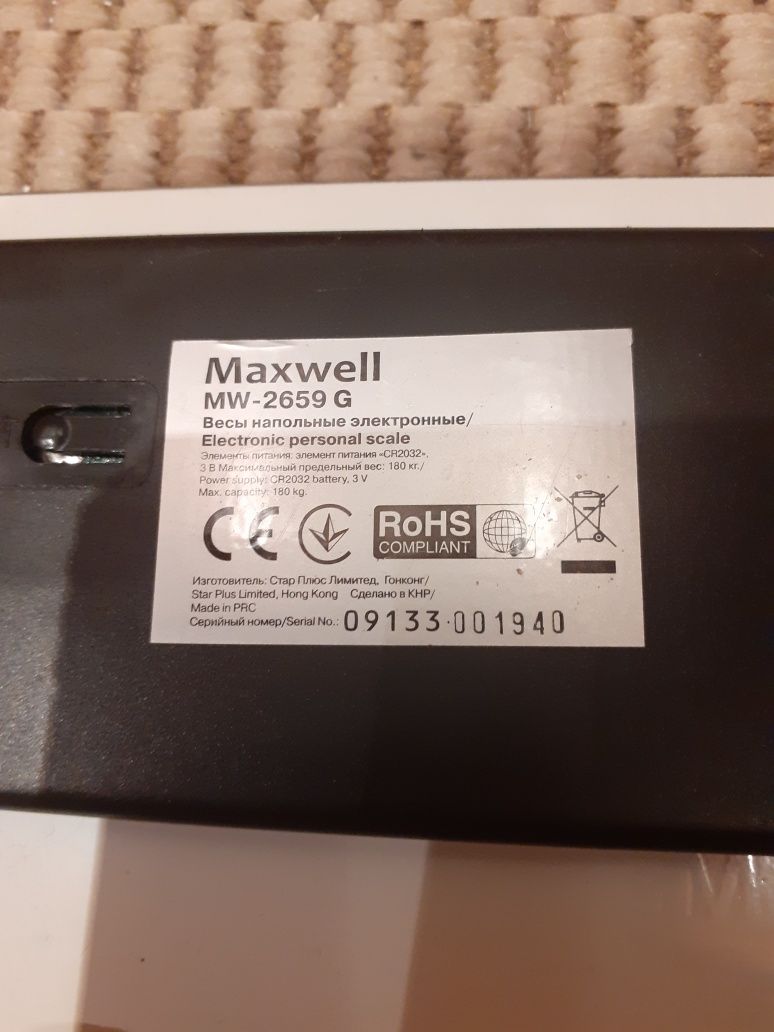 Maxwell
MW-2659 G
Весы напольные электронные/
Electronic personal scale
Элементы питания: элемент питания «CR2032»,
3 В Максимальный предельный вес: 180 кг./
Power supply: CR2032 battery, 3 V
Max. capacity: 180 kg.
CE RoHS
COMPLIANT
Изготовитель: Стар Плюс Лимитед, Гонконг/
Star Plus Limited, Hong Kong Сделано в КНР/
Made in PRC
Серийный номер/Serial No.: 09133·001940